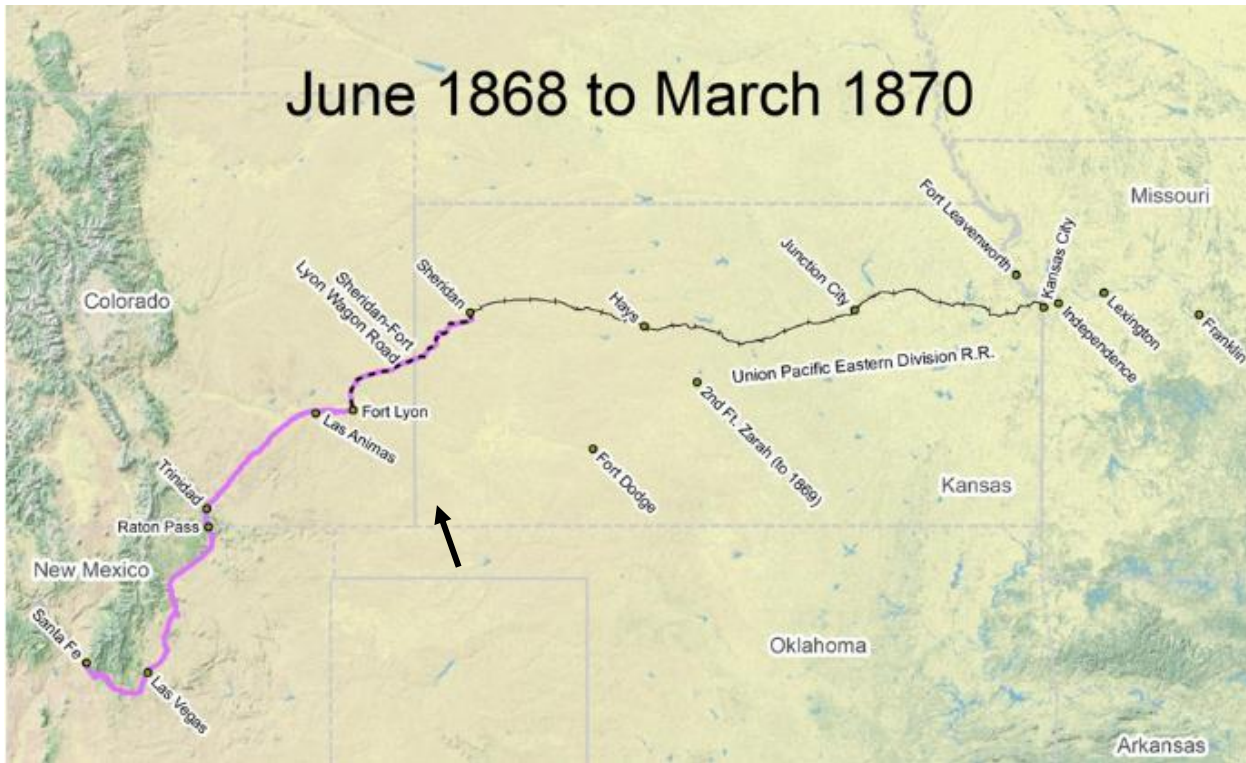 June 1868 to March 1870
Missouri
Fort Leavenworth
Kansas City
Junction City
Sheridan
Sheridan-Fort
Lyon Wagon Road
Colorado
Hays
Independence
Lexington
Franklin
Union Pacific Eastern Division R.R.
2nd Ft. Zarah (to 1869)
Fort Lyon
Las Animas
Fort Dodge
Kansas
Trinidad
Raton Pass
New Mexico
Santa Fe
Las Vegas
Oklahoma
Arkansas